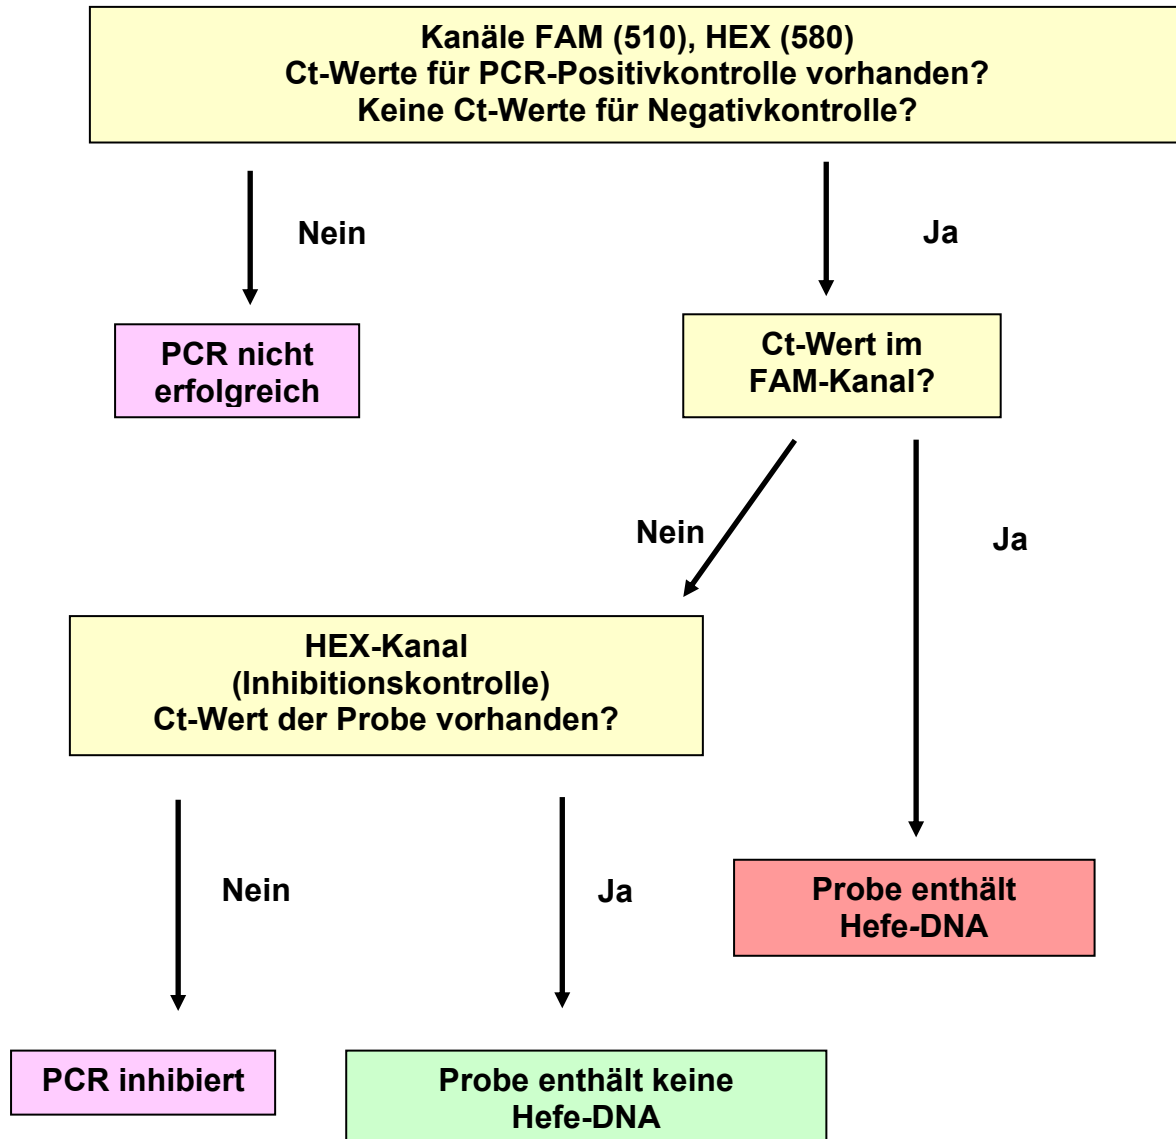 Kanäle FAM (510), HEX (580)
Ct-Werte für PCR-Positivkontrolle vorhanden?
Keine Ct-Werte für Negativkontrolle?
Nein
Ja
PCR nicht
erfolgreich
Ct-Wert im
FAM-Kanal?
Nein
Ja
HEX-Kanal
(Inhibitionskontrolle)
Ct-Wert der Probe vorhanden?
Nein
Ja
Probe enthält
Hefe-DNA
PCR inhibiert
Probe enthält keine
Hefe-DNA